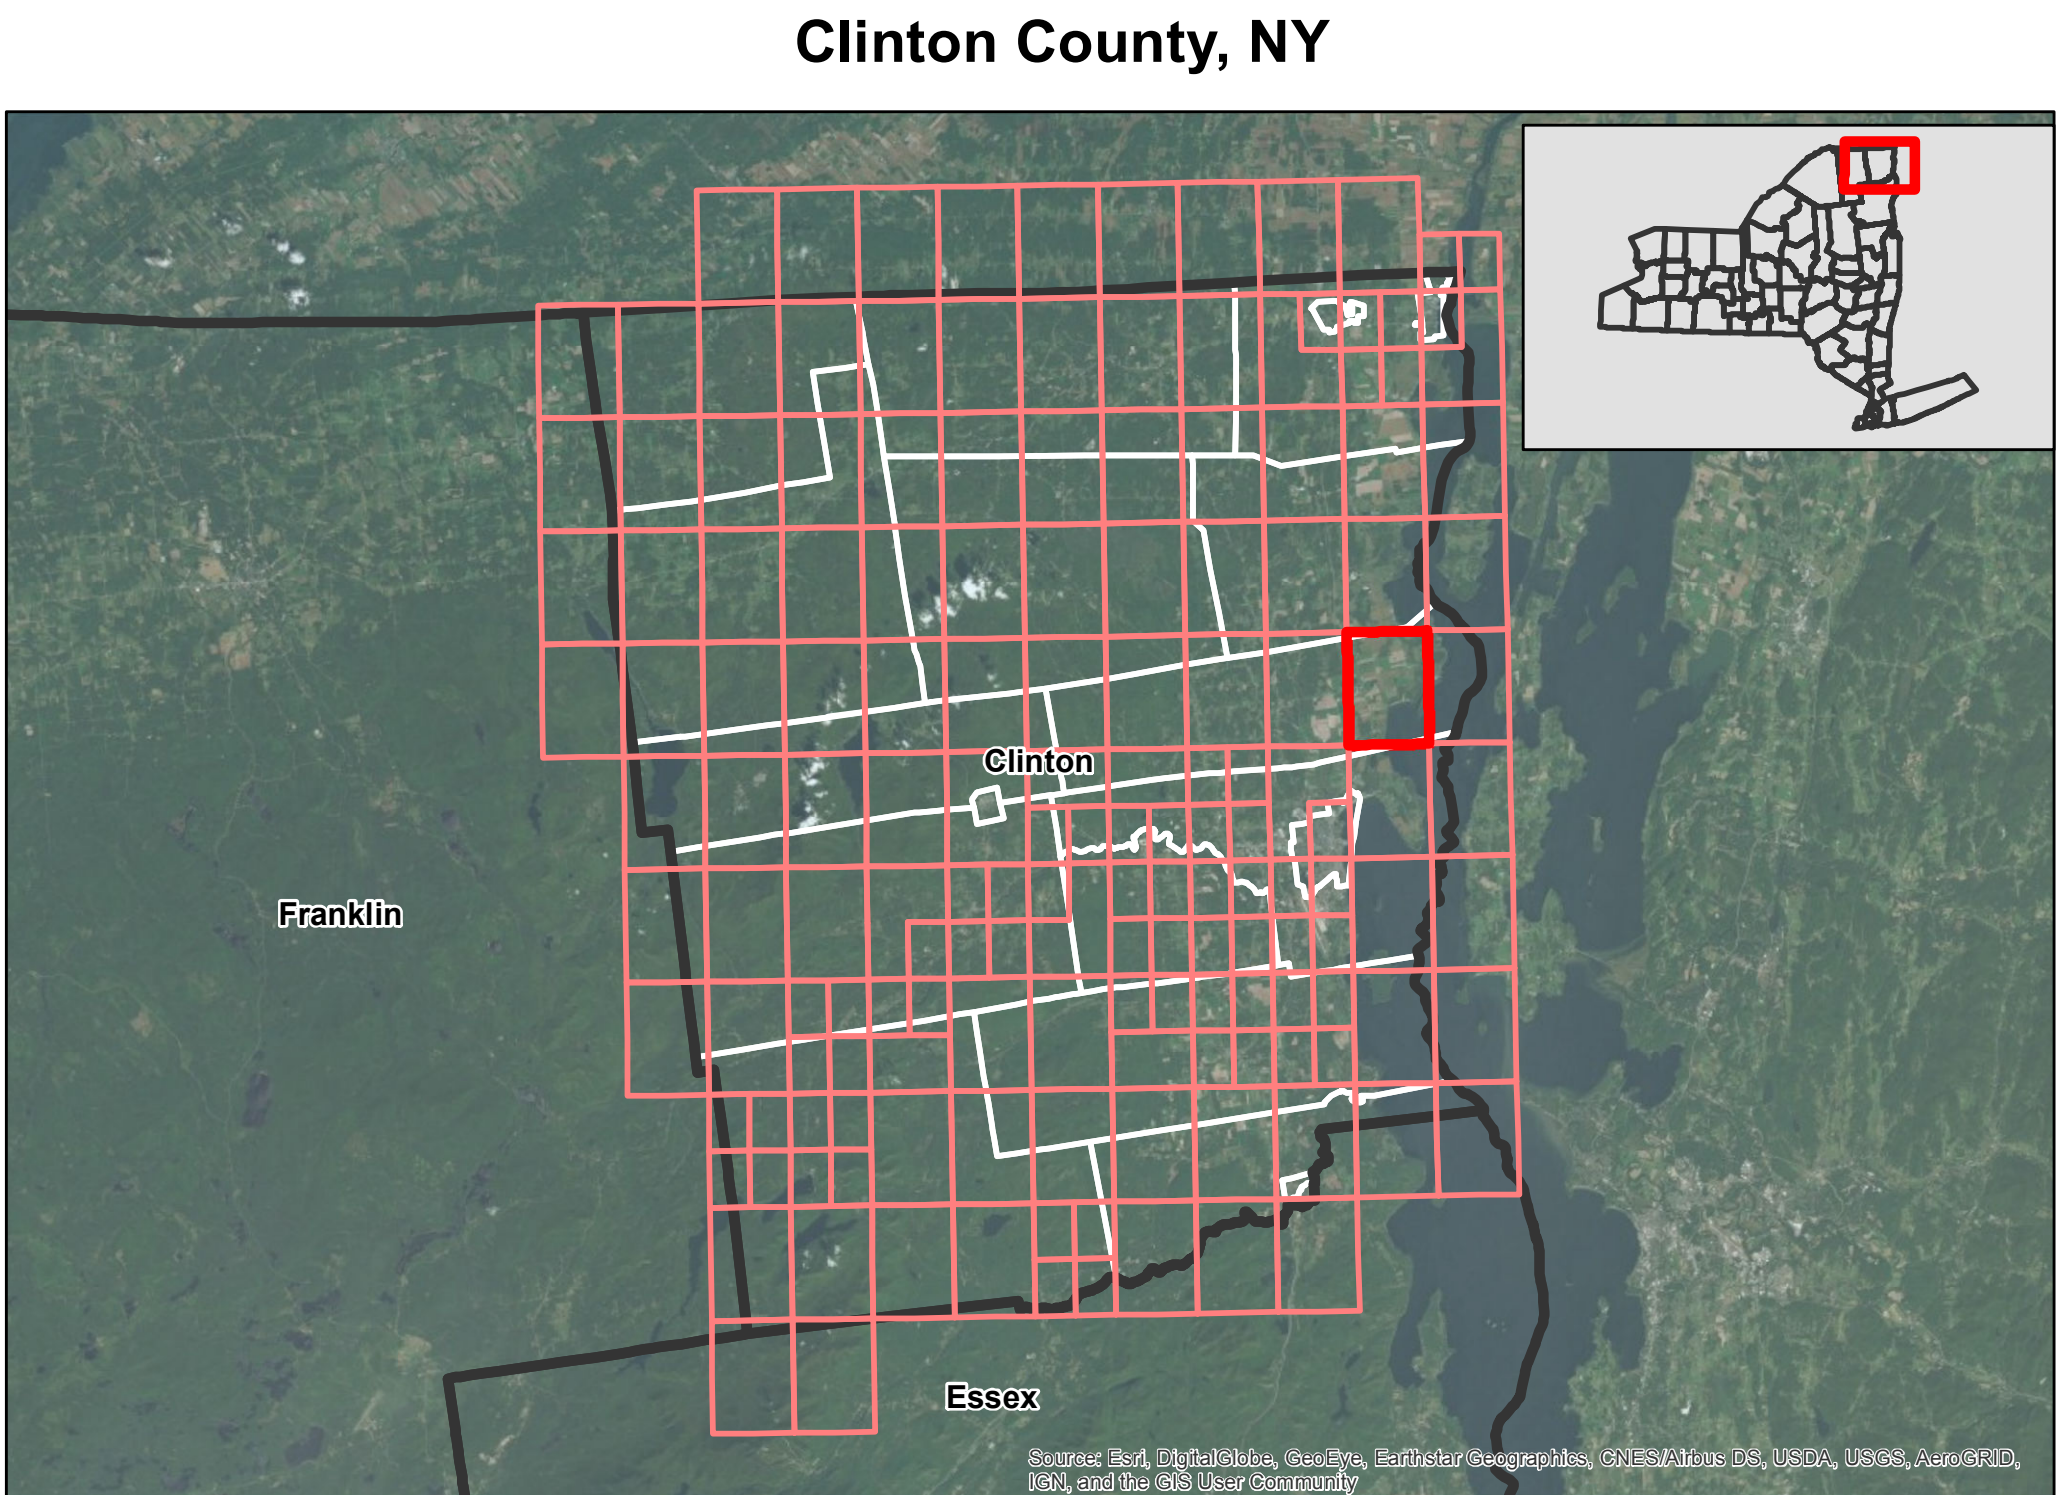 Clinton County, NY
Clinton
Franklin
Essex
Source: Esri, DigitalGlobe, GeoEye, Earthstar Geographics, CNES/Airbus DS, USDA, USGS, AeroGRID,
IGN, and the GIS User Community